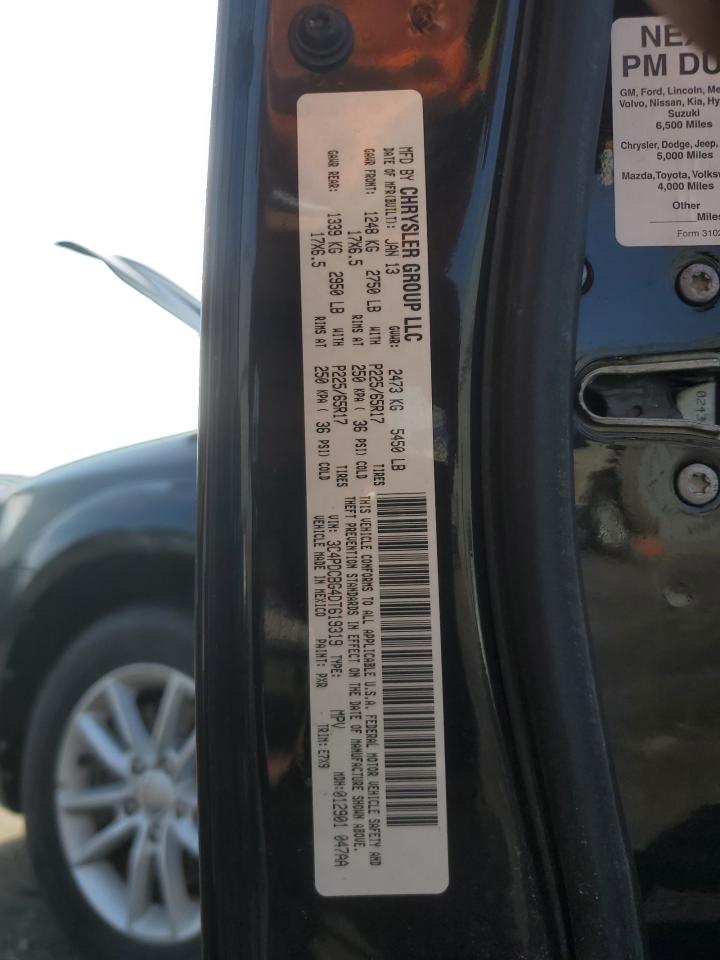 MFD BY CHRYSLER GROUP LLC
DATE OF MFR(BUILT): JAN 13 GVWR: 2473 KG 5450 LB
GAWR FRONT: 1248 KG 2750 LB WITH P225/65R17 TIRES
17X6.5 RIMS AT 250 KPA ( 36 PSI) COLD
GAWR REAR: 1339 KG 2950 LB WITH P225/65R17 TIRES
17X6.5 RIMS AT 250 KPA ( 36 PSI) COLD
THIS VEHICLE CONFORMS TO ALL APPLICABLE U.S.A. FEDERAL MOTOR VEHICLE SAFETY AND
THEFT PREVENTION STANDARDS IN EFFECT ON THE DATE OF MANUFACTURE SHOWN ABOVE.
VIN: 3C4PDCBG4DT619319 TYPE: MPV MDH:012901 047AA
VEHICLE MADE IN MEXICO PAINT: PXR TRIM: E7X9
PM DU
GM, Ford, Lincoln,
Volvo, Nissan, Kia,
Suzuki
6,500 Miles
Chrysler, Dodge, Jeep,
5,000 Miles
Mazda,Toyota,
4,000 Miles
Other
Miles
Form 3102